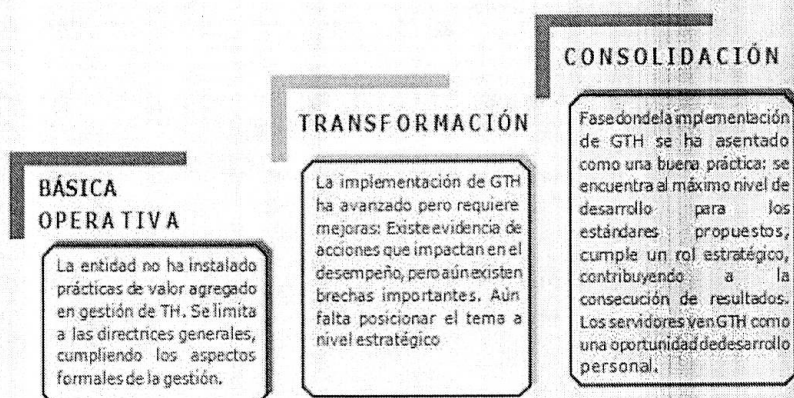 BÁSICA
OPERATIVA
La entidad no ha instalado
prácticas de valor agregado
en gestión de TH. Se limita
a las directrices generales,
cumpliendo los aspectos
formales de la gestión.
TRANSFORMACIÓN
La implementación de GTH
ha avanzado pero requiere
mejoras: Existe evidencia de
acciones que impactan en el
desempeño, pero aún existen
brechas importantes. Aún
falta posicionar el tema a
nivel estratégico
CONSOLIDACIÓN
Fase donde la implementación
de GTH se ha asentado
como una buena práctica: se
encuentra al máximo nivel de
desarrollo para los
estándares propuestos,
cumple un rol estratégico,
contribuyendo a la
consecución de resultados.
Los servidores ven GTH como
una oportunidad de desarrollo
personal.